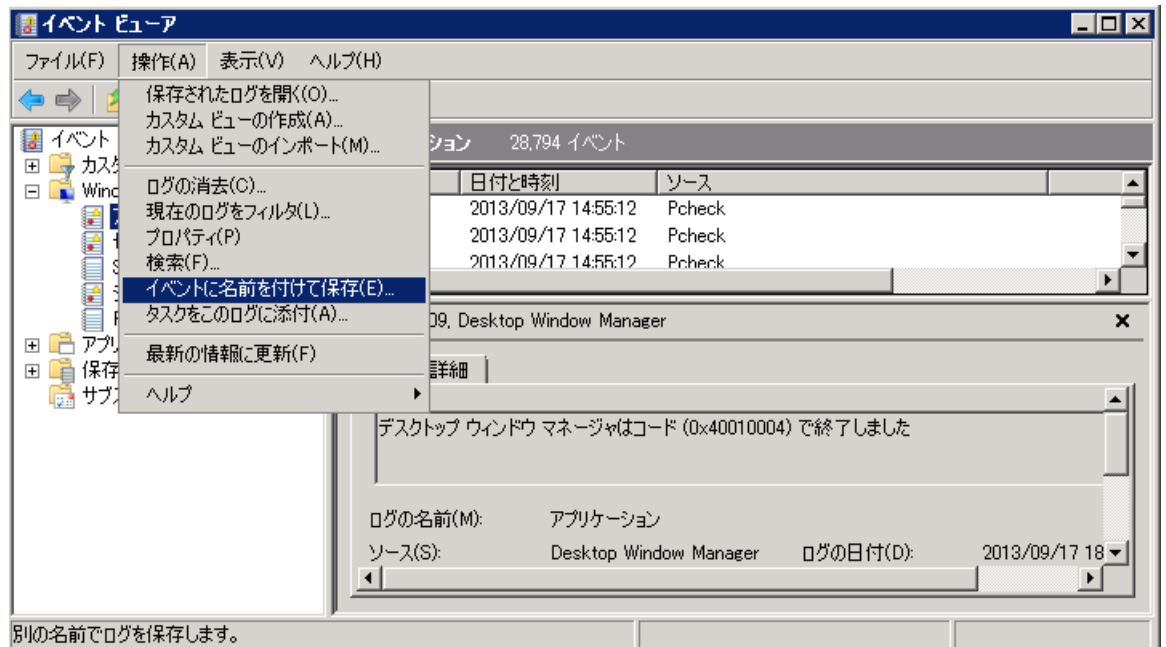 イベント ビューア
ファイル(F) 操作(A) 表示(V) ヘルプ(H)
保存されたログを開く(O)...
カスタム ビューの作成(A)...
カスタム ビューのインポート(M)...
ログの消去(C)...
現在のログをフィルタ(L)...
プロパティ(P)
検索(F)...
イベントに名前を付けて保存(E)...
タスクをこのログに添付(A)...
最新の情報に更新(F)
ヘルプ
イベント
カスタ
Windo
アプリ
保存
サブス
ション 28,794 イベント
日付と時刻 ソース
2013/09/17 14:55:12 Pcheck
2013/09/17 14:55:12 Pcheck
2013/09/17 14:55:12 Pcheck
09, Desktop Window Manager
詳細
デスクトップ ウィンドウ マネージャはコード (0x40010004) で終了しました
ログの名前(M): アプリケーション
ソース(S): Desktop Window Manager ログの日付(D): 2013/09/17 18
別の名前でログを保存します。